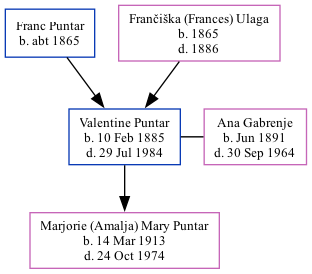 Franc Puntar
b. abt 1865
Frančiška (Frances) Ulaga
b. 1865
d. 1886
Valentine Puntar
b. 10 Feb 1885
d. 29 Jul 1984
Ana Gabrenje
b. Jun 1891
d. 30 Sep 1964
Marjorie (Amalja) Mary Puntar
b. 14 Mar 1913
d. 24 Oct 1974